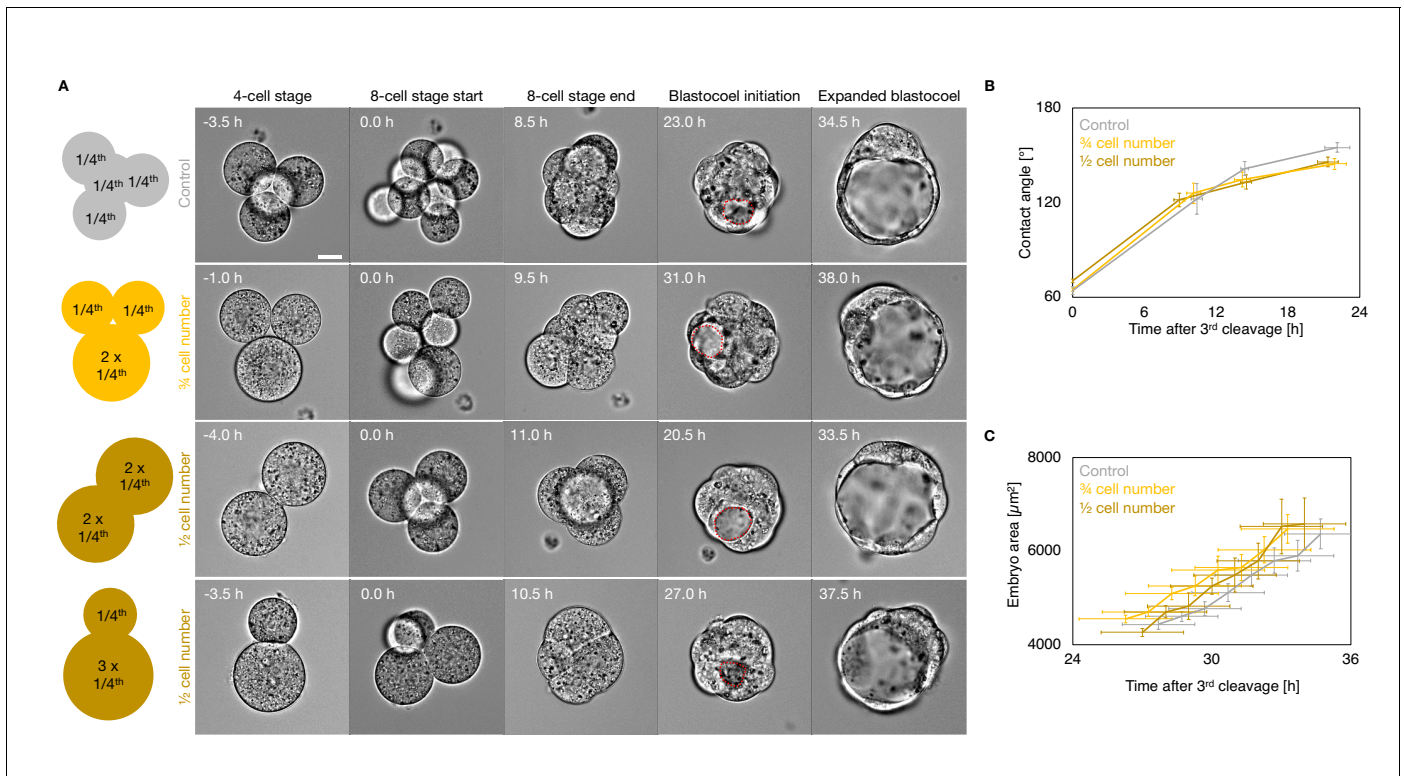 A
4-cell stage
8-cell stage start
8-cell stage end
Blastocoel initiation
Expanded blastocoel
1/4th
1/4th
1/4th
1/4th
Control
-3.5 h
0.0 h
8.5 h
23.0 h
34.5 h
1/4th
1/4th
2 x
1/4th
¾ cell number
-1.0 h
0.0 h
9.5 h
31.0 h
38.0 h
2 x
1/4th
2 x
1/4th
½ cell number
-4.0 h
0.0 h
11.0 h
20.5 h
33.5 h
1/4th
3 x
1/4th
½ cell number
-3.5 h
0.0 h
10.5 h
27.0 h
37.5 h
B
180
120
60
Contact angle [°]
Control
¾ cell number
½ cell number
0
6
12
18
24
Time after 3rd cleavage [h]
C
8000
6000
4000
Embryo area [µm²]
Control
¾ cell number
½ cell number
24
30
36
Time after 3rd cleavage [h]